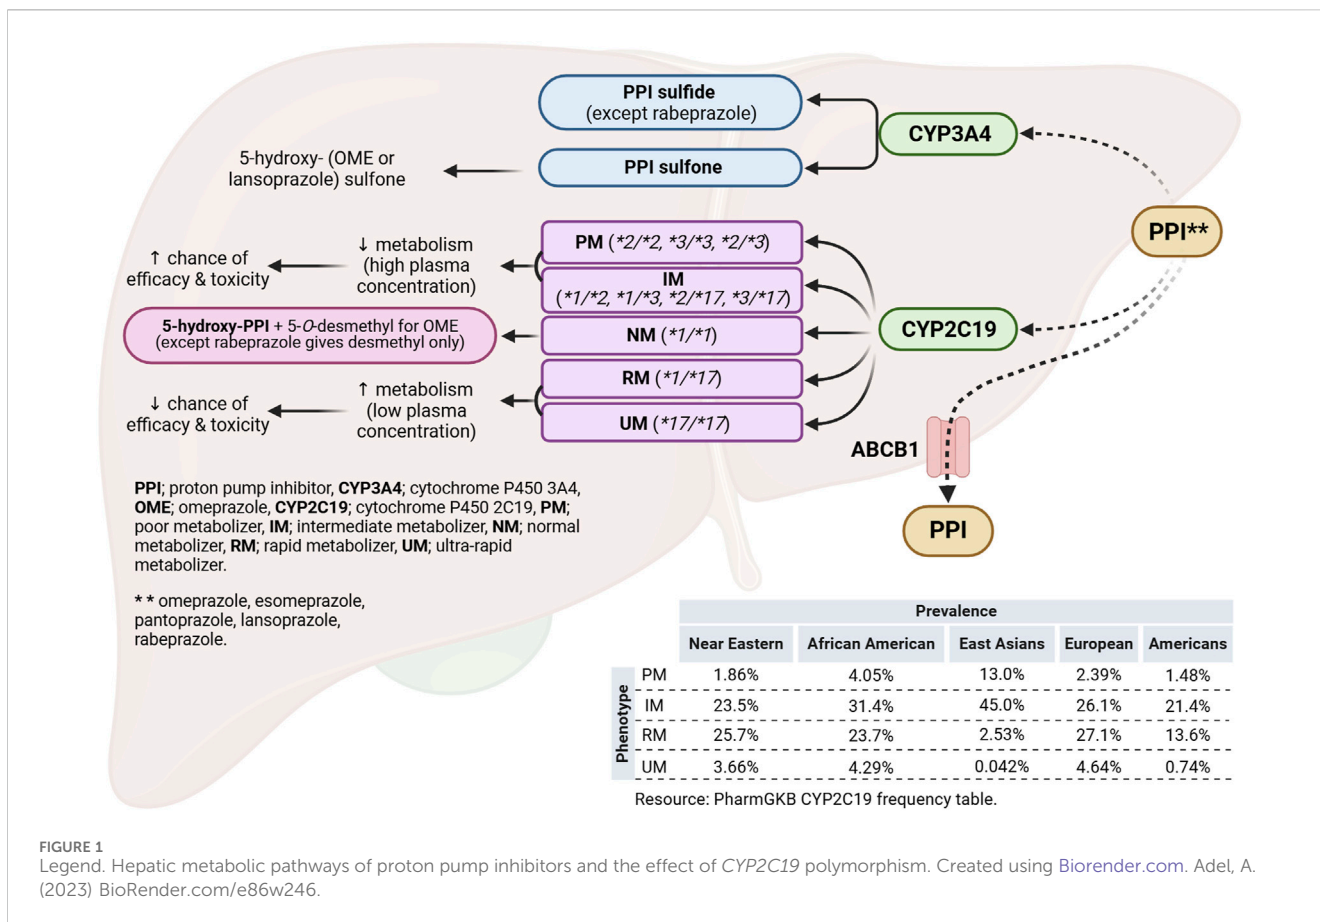 PPI sulfide
(except rabeprazole)
CYP3A4
5-hydroxy- (OME or
lansoprazole) sulfone
PPI sulfone
PPI**
PM (*2/*2, *3/*3, *2/*3)
↑ chance of
efficacy & toxicity
↓ metabolism
(high plasma
concentration)
IM
(*1/*2, *1/*3, *2/*17, *3/*17)
5-hydroxy-PPI + 5-O-desmethyl for OME
(except rabeprazole gives desmethyl only)
NM (*1/*1)
CYP2C19
RM (*1/*17)
↓ chance of
efficacy & toxicity
↑ metabolism
(low plasma
concentration)
UM (*17/*17)
ABCB1
PPI
PPI; proton pump inhibitor, CYP3A4; cytochrome P450 3A4,
OME; omeprazole, CYP2C19; cytochrome P450 2C19, PM;
poor metabolizer, IM; intermediate metabolizer, NM; normal
metabolizer, RM; rapid metabolizer, UM; ultra-rapid
metabolizer.
** omeprazole, esomeprazole,
pantoprazole, lansoprazole,
rabeprazole.
Prevalence
Near Eastern African American East Asians European Americans
Phenotype
PM 1.86% 4.05% 13.0% 2.39% 1.48%
IM 23.5% 31.4% 45.0% 26.1% 21.4%
RM 25.7% 23.7% 2.53% 27.1% 13.6%
UM 3.66% 4.29% 0.042% 4.64% 0.74%
Resource: PharmGKB CYP2C19 frequency table.
FIGURE 1
Legend. Hepatic metabolic pathways of proton pump inhibitors and the effect of CYP2C19 polymorphism. Created using Biorender.com. Adel, A.
(2023) BioRender.com/e86w246.